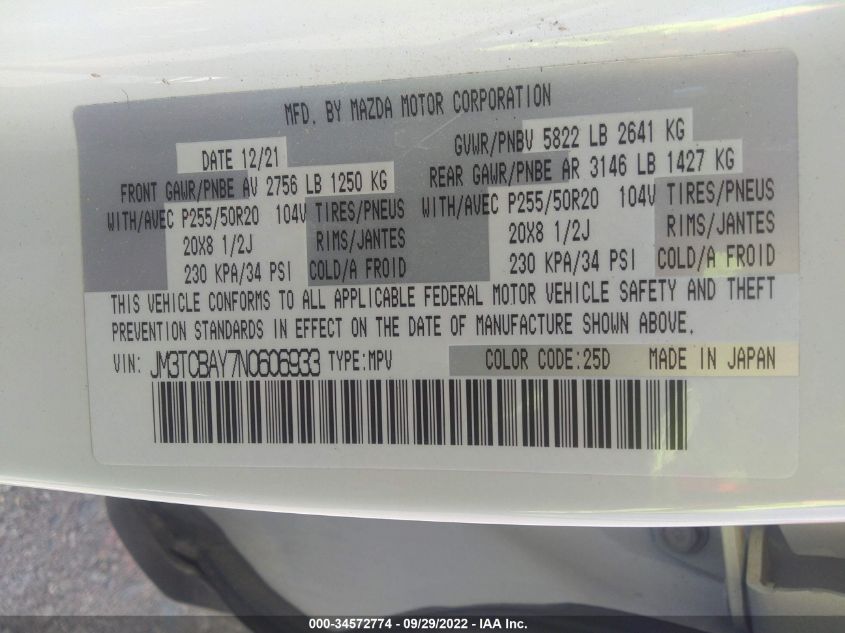 MFD. BY MAZDA MOTOR CORPORATION
DATE 12/21 GVWR/PNBV 5822 LB 2641 KG
FRONT GAWR/PNBE AV 2756 LB 1250 KG REAR GAWR/PNBE AR 3146 LB 1427 KG
WITH/AVEC P255/50R20 104V TIRES/PNEUS WITH/AVEC P255/50R20 104V TIRES/PNEUS
20X8 1/2J RIMS/JANTES 20X8 1/2J RIMS/JANTES
230 KPA/34 PSI COLD/A FROID 230 KPA/34 PSI COLD/A FROID
THIS VEHICLE CONFORMS TO ALL APPLICABLE FEDERAL MOTOR VEHICLE SAFETY AND THEFT
PREVENTION STANDARDS IN EFFECT ON THE DATE OF MANUFACTURE SHOWN ABOVE.
VIN: JM3TCBAY7N0606933 TYPE:MPV COLOR CODE:25D MADE IN JAPAN
000-34572774 - 09/29/2022 - IAA Inc.